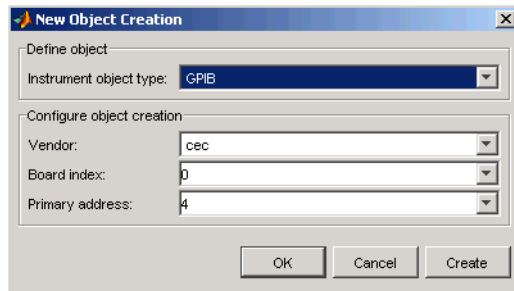 New Object Creation
Define object
Instrument object type: GPIB
Configure object creation
Vendor: cec
Board index: 0
Primary address: 4
OK Cancel Create